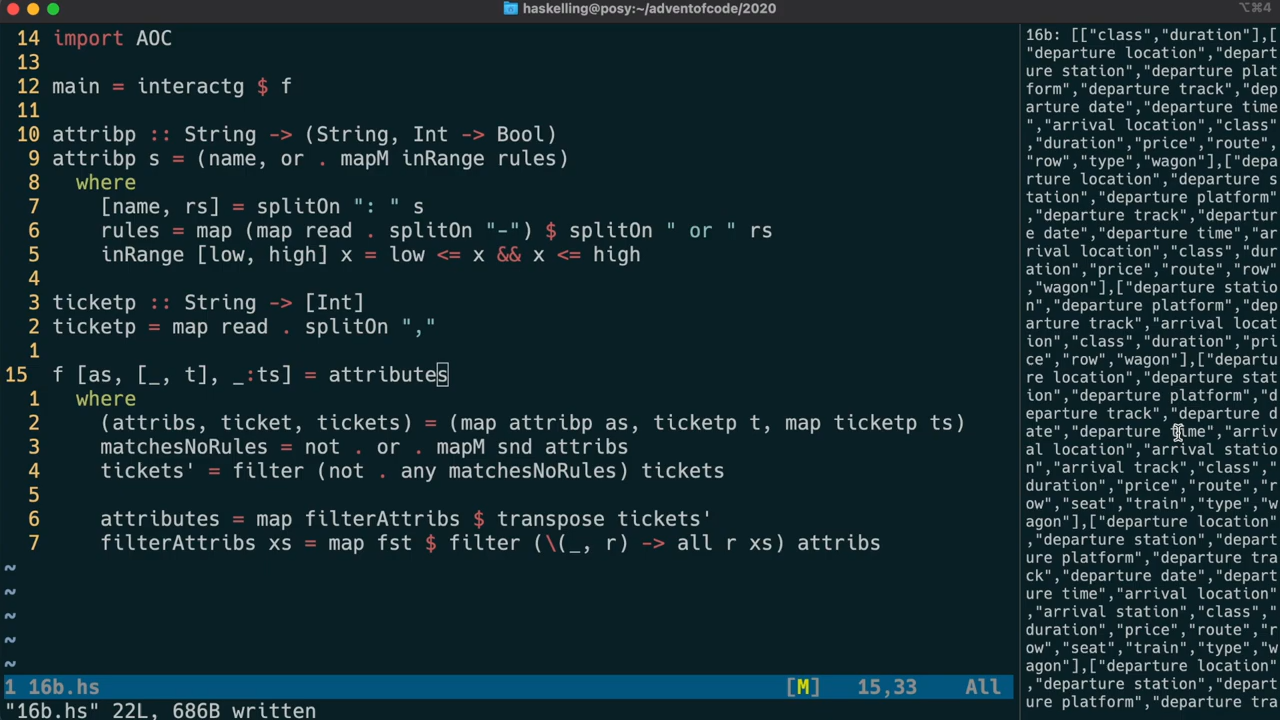 haskelling@posy:~/adventofcode/2020
⌥⌘4
14 import AOC
13
12 main = interactg $ f
11
10 attribp :: String -> (String, Int -> Bool)
9 attribp s = (name, or . mapM inRange rules)
8 where
7 [name, rs] = splitOn ": " s
6 rules = map (map read . splitOn "-") $ splitOn " or " rs
5 inRange [low, high] x = low <= x && x <= high
4
3 ticketp :: String -> [Int]
2 ticketp = map read . splitOn ","
1
15 f [as, [_, t], _:ts] = attributes
1 where
2 (attribs, ticket, tickets) = (map attribp as, ticketp t, map ticketp ts)
3 matchesNoRules = not . or . mapM snd attribs
4 tickets' = filter (not . any matchesNoRules) tickets
5
6 attributes = map filterAttribs $ transpose tickets'
7 filterAttribs xs = map fst $ filter (\(_, r) -> all r xs) attribs
~
~
~
~
~
1 16b.hs [M] 15,33 All
"16b.hs" 22L, 686B written
16b: [["class","duration"],[
"departure location","depart
ure station","departure plat
form","departure track","dep
arture date","departure time
","arrival location","class"
,"duration","price","route",
"row","type","wagon"],["depa
rture location","departure s
tation","departure platform"
,"departure track","departur
e date","departure time","ar
rival location","class","dur
ation","price","route","row"
,"wagon"],["departure statio
n","departure platform","dep
arture track","arrival locat
ion","class","duration","pri
ce","row","wagon"],["departu
re location","departure stat
ion","departure platform","d
eparture track","departure d
ate","departure time","arriv
al location","arrival statio
n","arrival track","class","
duration","price","route","r
ow","seat","train","type","w
agon"],["departure location"
,"departure station","depart
ure platform","departure tra
ck","departure date","depart
ure time","arrival location"
,"arrival station","class","
duration","price","route","r
ow","seat","train","type","w
agon"],["departure location"
,"departure station","depart
ure platform","departure tra